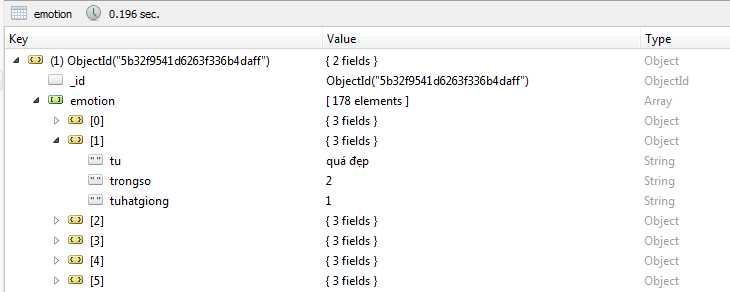 emotion 0.196 sec.
Key Value Type
(1) ObjectId("5b32f9541d6263f336b4daff") { 2 fields } Object
_id ObjectId("5b32f9541d6263f336b4daff") ObjectId
emotion [ 178 elements ] Array
[0] { 3 fields } Object
[1] { 3 fields } Object
tu quá đẹp String
trongso 2 String
tuhatgiong 1 String
[2] { 3 fields } Object
[3] { 3 fields } Object
[4] { 3 fields } Object
[5] { 3 fields } Object